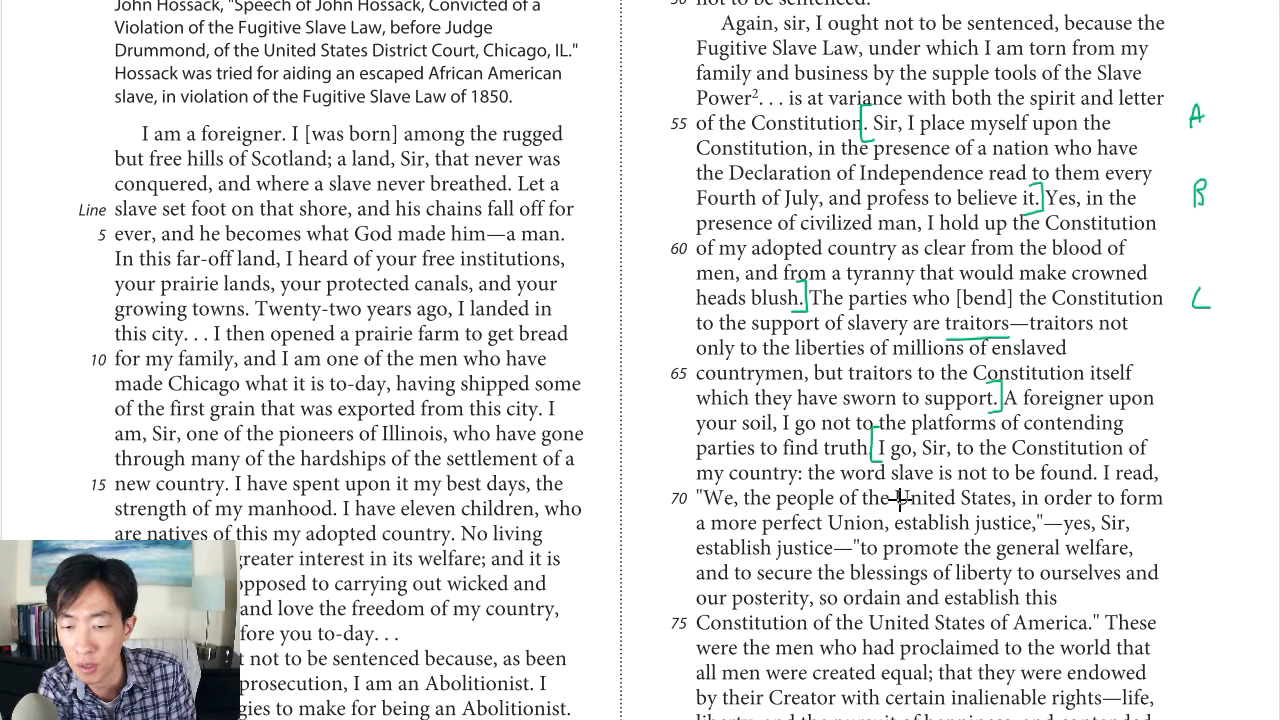 John Hossack, "Speech of John Hossack, Convicted of a
Violation of the Fugitive Slave Law, before Judge
Drummond, of the United States District Court, Chicago, IL."
Hossack was tried for aiding an escaped African American
slave, in violation of the Fugitive Slave Law of 1850.
I am a foreigner. I [was born] among the rugged
but free hills of Scotland; a land, Sir, that never was
conquered, and where a slave never breathed. Let a
Line slave set foot on that shore, and his chains fall off for
5 ever, and he becomes what God made him—a man.
In this far-off land, I heard of your free institutions,
your prairie lands, your protected canals, and your
growing towns. Twenty-two years ago, I landed in
this city. . . I then opened a prairie farm to get bread
10 for my family, and I am one of the men who have
made Chicago what it is to-day, having shipped some
of the first grain that was exported from this city. I
am, Sir, one of the pioneers of Illinois, who have gone
through many of the hardships of the settlement of a
15 new country. I have spent upon it my best days, the
strength of my manhood. I have eleven children, who
are natives of this my adopted country. No living
greater interest in its welfare; and it is
opposed to carrying out wicked and
and love the freedom of my country,
fore you to-day. . .
t not to be sentenced because, as been
prosecution, I am an Abolitionist. I
gies to make for being an Abolitionist.
50 not to be sentenced.
Again, sir, I ought not to be sentenced, because the
Fugitive Slave Law, under which I am torn from my
family and business by the supple tools of the Slave
Power². . . is at variance with both the spirit and letter
55 of the Constitution. Sir, I place myself upon the
Constitution, in the presence of a nation who have
the Declaration of Independence read to them every
Fourth of July, and profess to believe it. Yes, in the
presence of civilized man, I hold up the Constitution
60 of my adopted country as clear from the blood of
men, and from a tyranny that would make crowned
heads blush. The parties who [bend] the Constitution
to the support of slavery are traitors—traitors not
only to the liberties of millions of enslaved
65 countrymen, but traitors to the Constitution itself
which they have sworn to support. A foreigner upon
your soil, I go not to the platforms of contending
parties to find truth. I go, Sir, to the Constitution of
my country: the word slave is not to be found. I read,
70 "We, the people of the United States, in order to form
a more perfect Union, establish justice,"—yes, Sir,
establish justice—"to promote the general welfare,
and to secure the blessings of liberty to ourselves and
our posterity, so ordain and establish this
75 Constitution of the United States of America." These
were the men who had proclaimed to the world that
all men were created equal; that they were endowed
by their Creator with certain inalienable rights—life,
liberty, and the pursuit of happiness, and contended
A
B
C